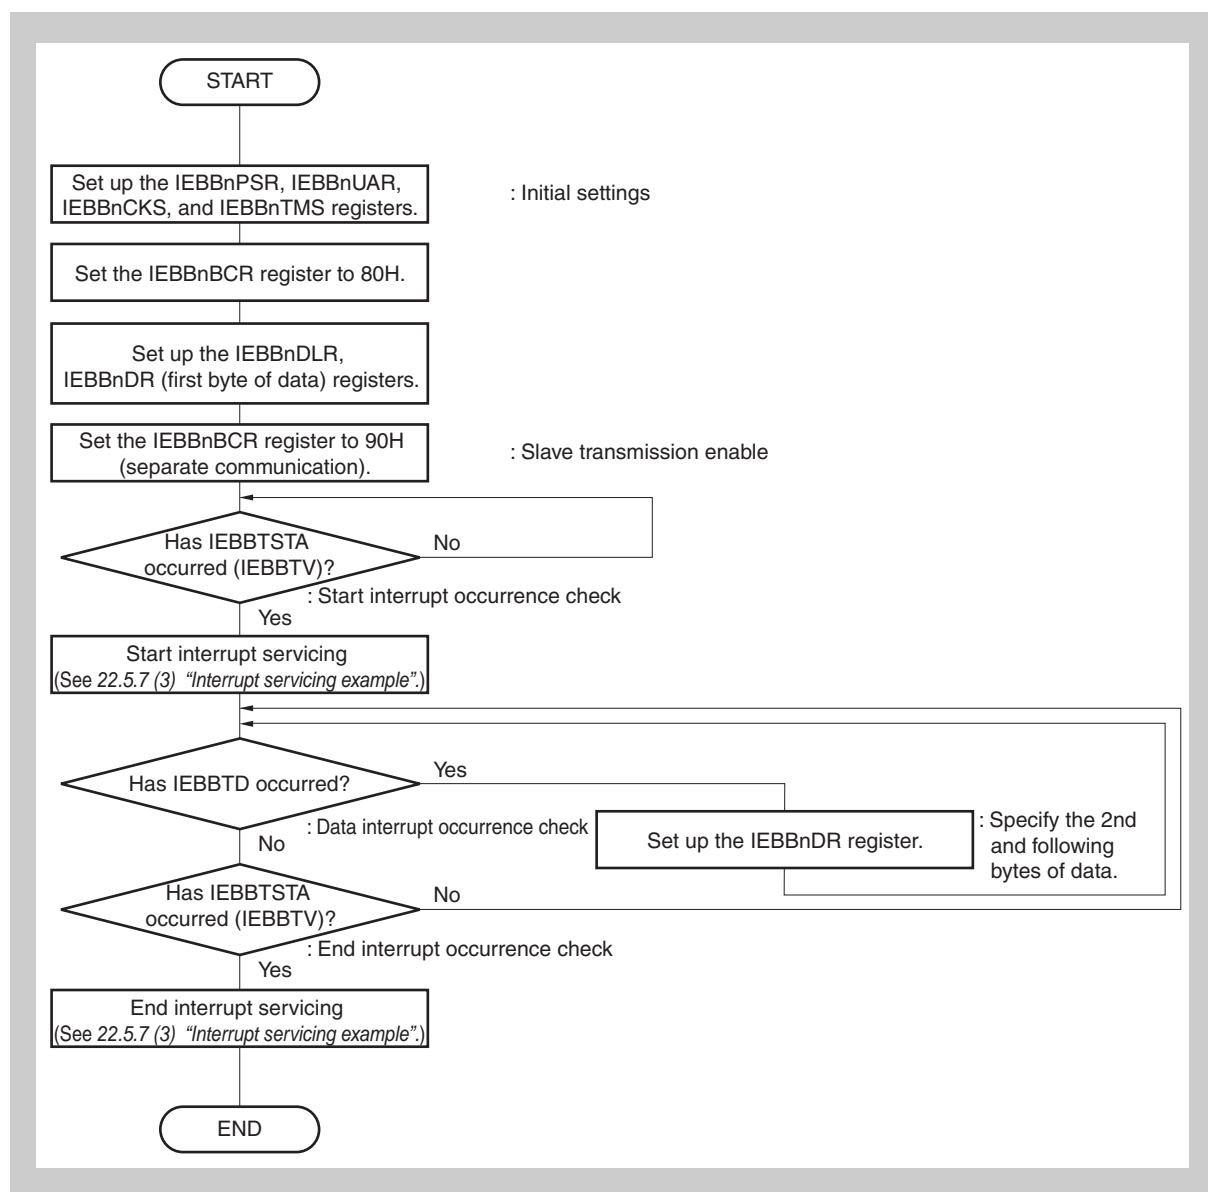 START
Set up the IEBBnPSR, IEBBnUAR,
IEBBnCKS, and IEBBnTMS registers.
: Initial settings
Set the IEBBnBCR register to 80H.
Set up the IEBBnDLR,
IEBBnDR (first byte of data) registers.
Set the IEBBnBCR register to 90H
(separate communication).
: Slave transmission enable
Has IEBBTSTA
occurred (IEBBTV)?
No
: Start interrupt occurrence check
Yes
Start interrupt servicing
(See 22.5.7 (3) “Interrupt servicing example”.)
Has IEBBTD occurred?
Yes
: Data interrupt occurrence check
No
Set up the IEBBnDR register.
: Specify the 2nd
and following
bytes of data.
Has IEBBTSTA
occurred (IEBBTV)?
No
: End interrupt occurrence check
Yes
End interrupt servicing
(See 22.5.7 (3) “Interrupt servicing example”.)
END